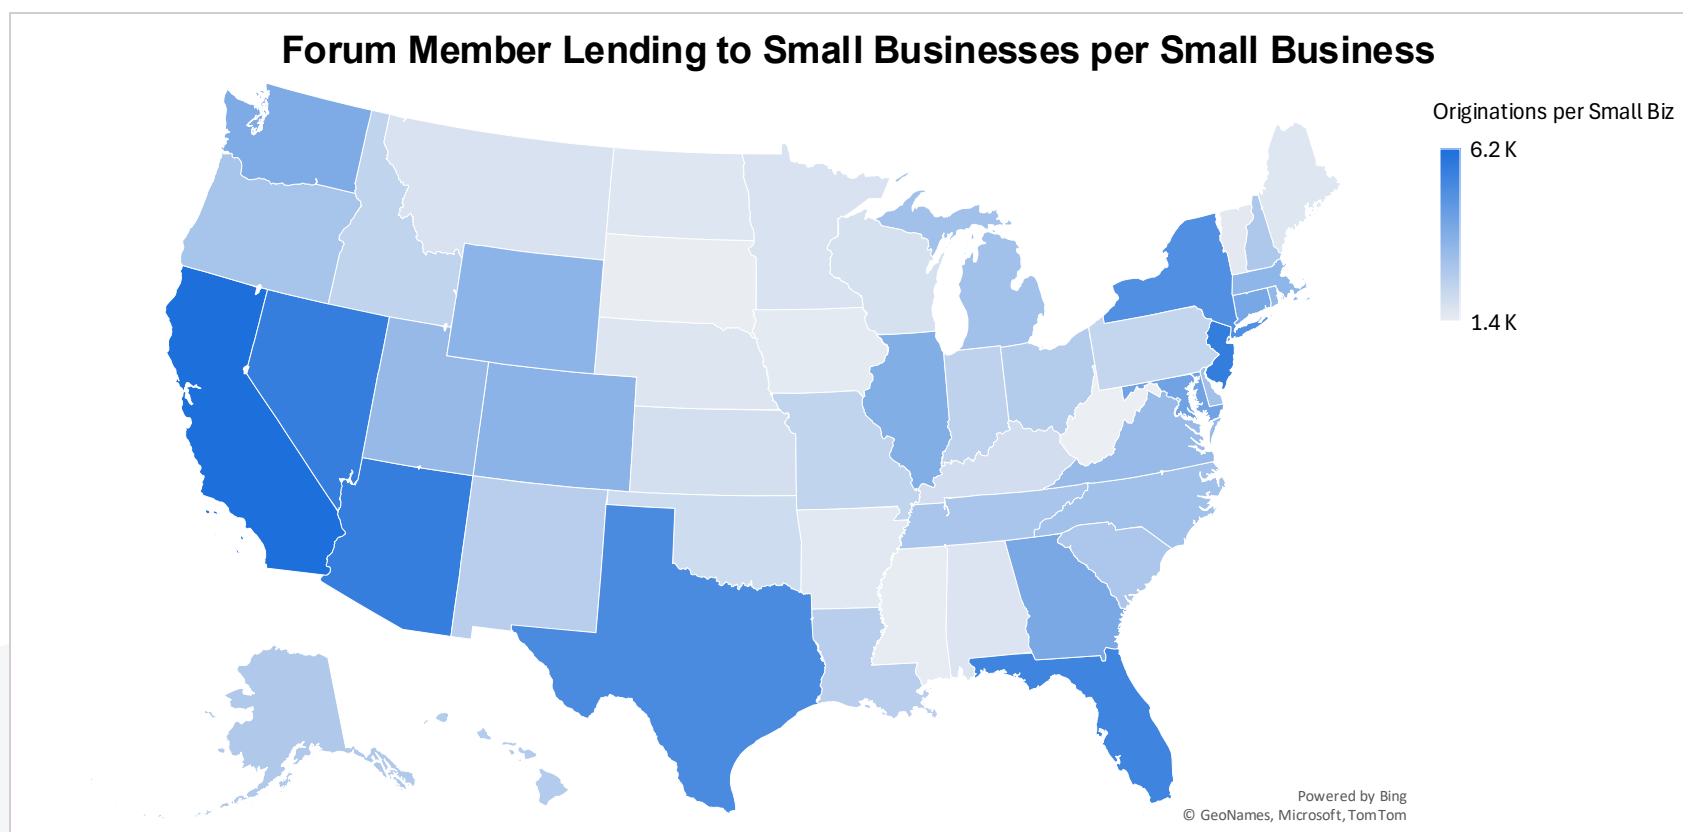 Forum Member Lending to Small Businesses per Small Business
Originations per Small Biz
6.2 K
1.4 K
Powered by Bing
© GeoNames, Microsoft, TomTom